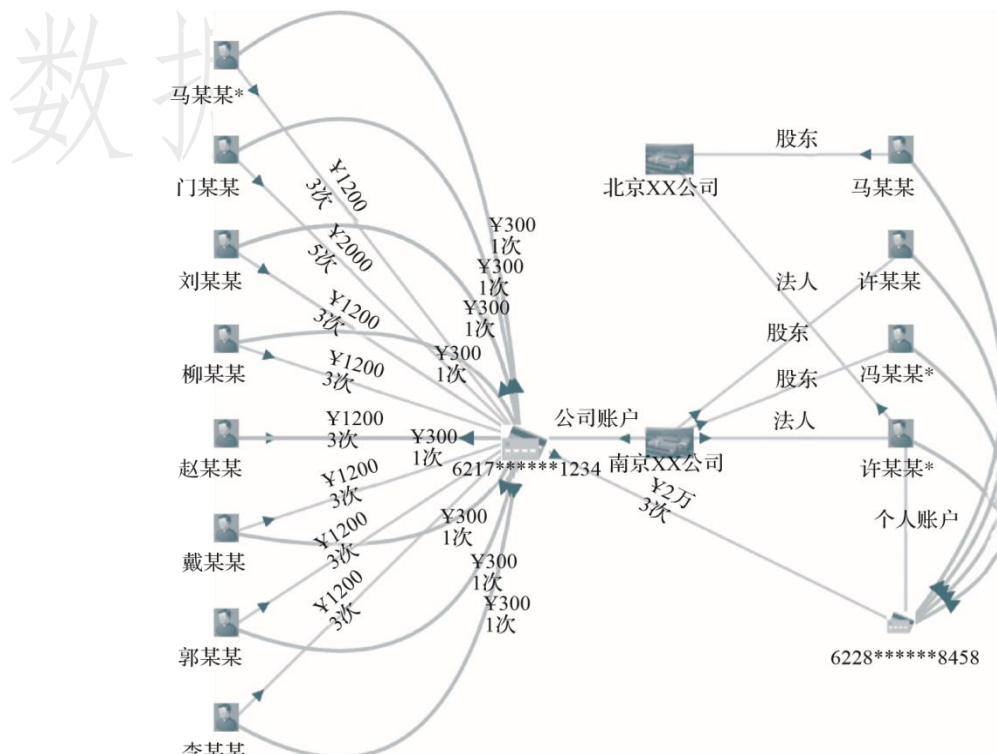 数据
马某某*
门某某
刘某某
柳某某
赵某某
戴某某
郭某某
李某某
¥1200
3次
¥2000
5次
¥1200
3次
¥1200
3次
¥1200
3次
¥1200
3次
¥1200
3次
¥1200
3次
¥300
1次
¥300
1次
¥300
1次
¥300
1次
¥300
1次
¥300
1次
¥300
1次
¥300
1次
6217******1234
公司账户
南京XX公司
¥2万
3次
北京XX公司
股东
法人
股东
股东
法人
马某某
许某某
冯某某*
许某某*
个人账户
6228******8458